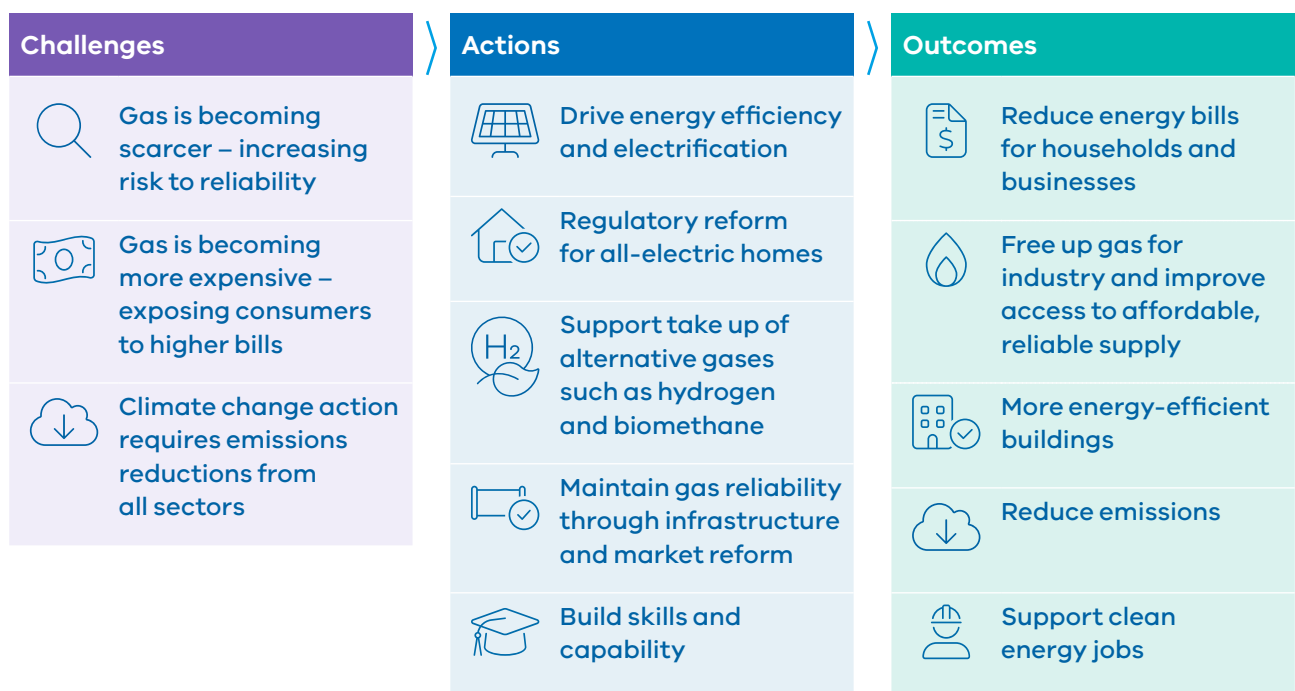 Challenges
Gas is becoming
scarcer – increasing
risk to reliability
Gas is becoming
more expensive –
exposing consumers
to higher bills
Climate change action
requires emissions
reductions from
all sectors
Actions
Drive energy efficiency
and electrification
Regulatory reform
for all-electric homes
H2
Support take up of
alternative gases
such as hydrogen
and biomethane
Maintain gas reliability
through infrastructure
and market reform
Build skills and
capability
Outcomes
$
Reduce energy bills
for households and
businesses
Free up gas for
industry and improve
access to affordable,
reliable supply
More energy-efficient
buildings
Reduce emissions
Support clean
energy jobs